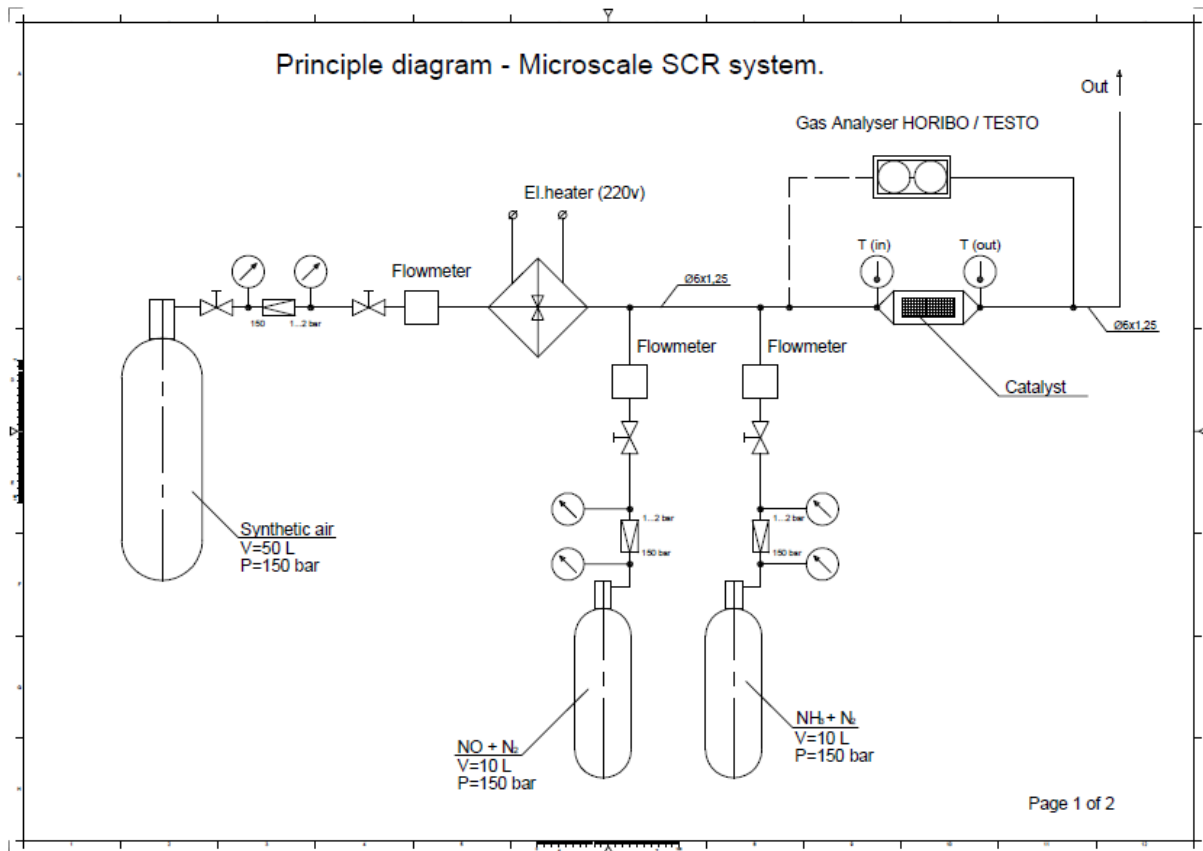 Principle diagram - Microscale SCR system.
Out
Gas Analyser HORIBO / TESTO
El.heater (220v)
T (in)
T (out)
Flowmeter
Ø6x1,25
150
1...2 bar
Ø6x1,25
Flowmeter
Flowmeter
Catalyst
1...2 bar
1...2 bar
150 bar
150 bar
Synthetic air
V=50 L
P=150 bar
NO + N₂
V=10 L
P=150 bar
NH₃ + N₂
V=10 L
P=150 bar
Page 1 of 2